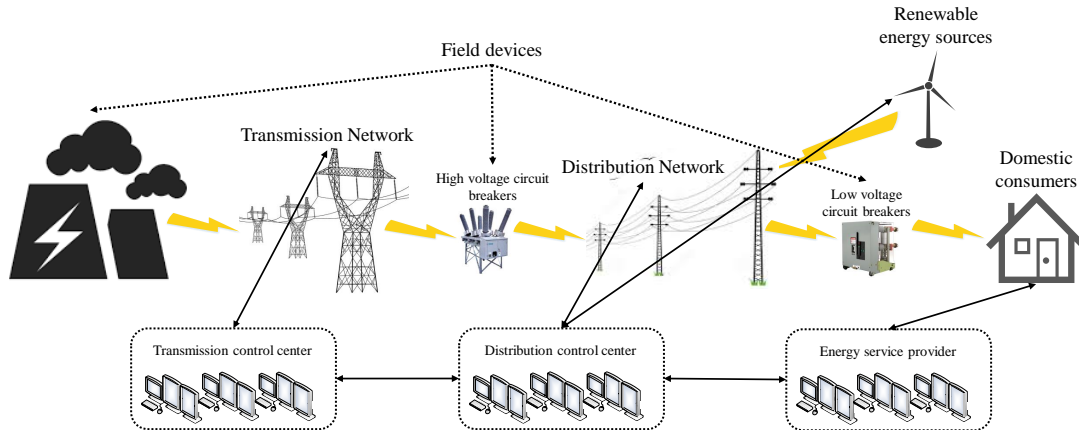 Renewable
energy sources
Field devices
Transmission Network
High voltage circuit
breakers
Distribution Network
Low voltage
circuit breakers
Domestic
consumers
Transmission control center
Distribution control center
Energy service provider